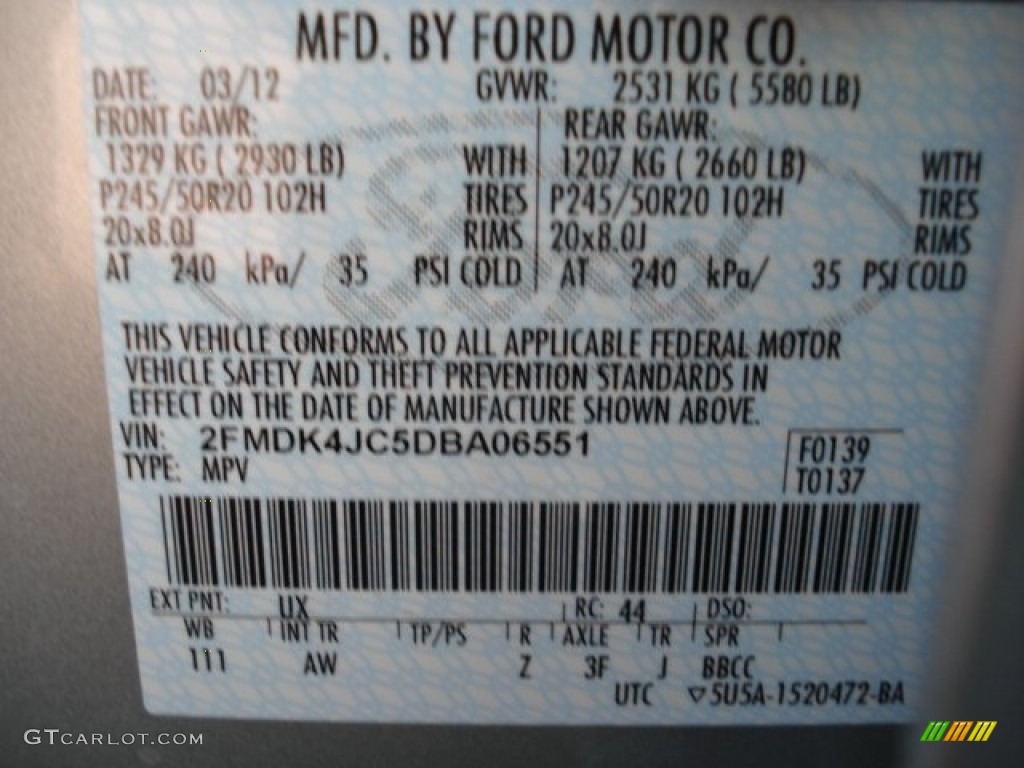 MFD. BY FORD MOTOR CO.
DATE: 03/12 GVWR: 2531 KG ( 5580 LB)
FRONT GAWR: REAR GAWR:
1329 KG ( 2930 LB) WITH 1207 KG ( 2660 LB) WITH
P245/50R20 102H TIRES P245/50R20 102H TIRES
20x8.0J RIMS 20x8.0J RIMS
AT 240 kPa/ 35 PSI COLD AT 240 kPa/ 35 PSI COLD
THIS VEHICLE CONFORMS TO ALL APPLICABLE FEDERAL MOTOR
VEHICLE SAFETY AND THEFT PREVENTION STANDARDS IN
EFFECT ON THE DATE OF MANUFACTURE SHOWN ABOVE.
VIN: 2FMDK4JC5DBA06551 F0139
TYPE: MPV T0137
EXT PNT: UX RC: 44 DSO:
WB INT TR TP/PS R AXLE TR SPR
111 AW Z 3F J BBCC
UTC ▽5U5A-1520472-BA
GTCARLOT.COM